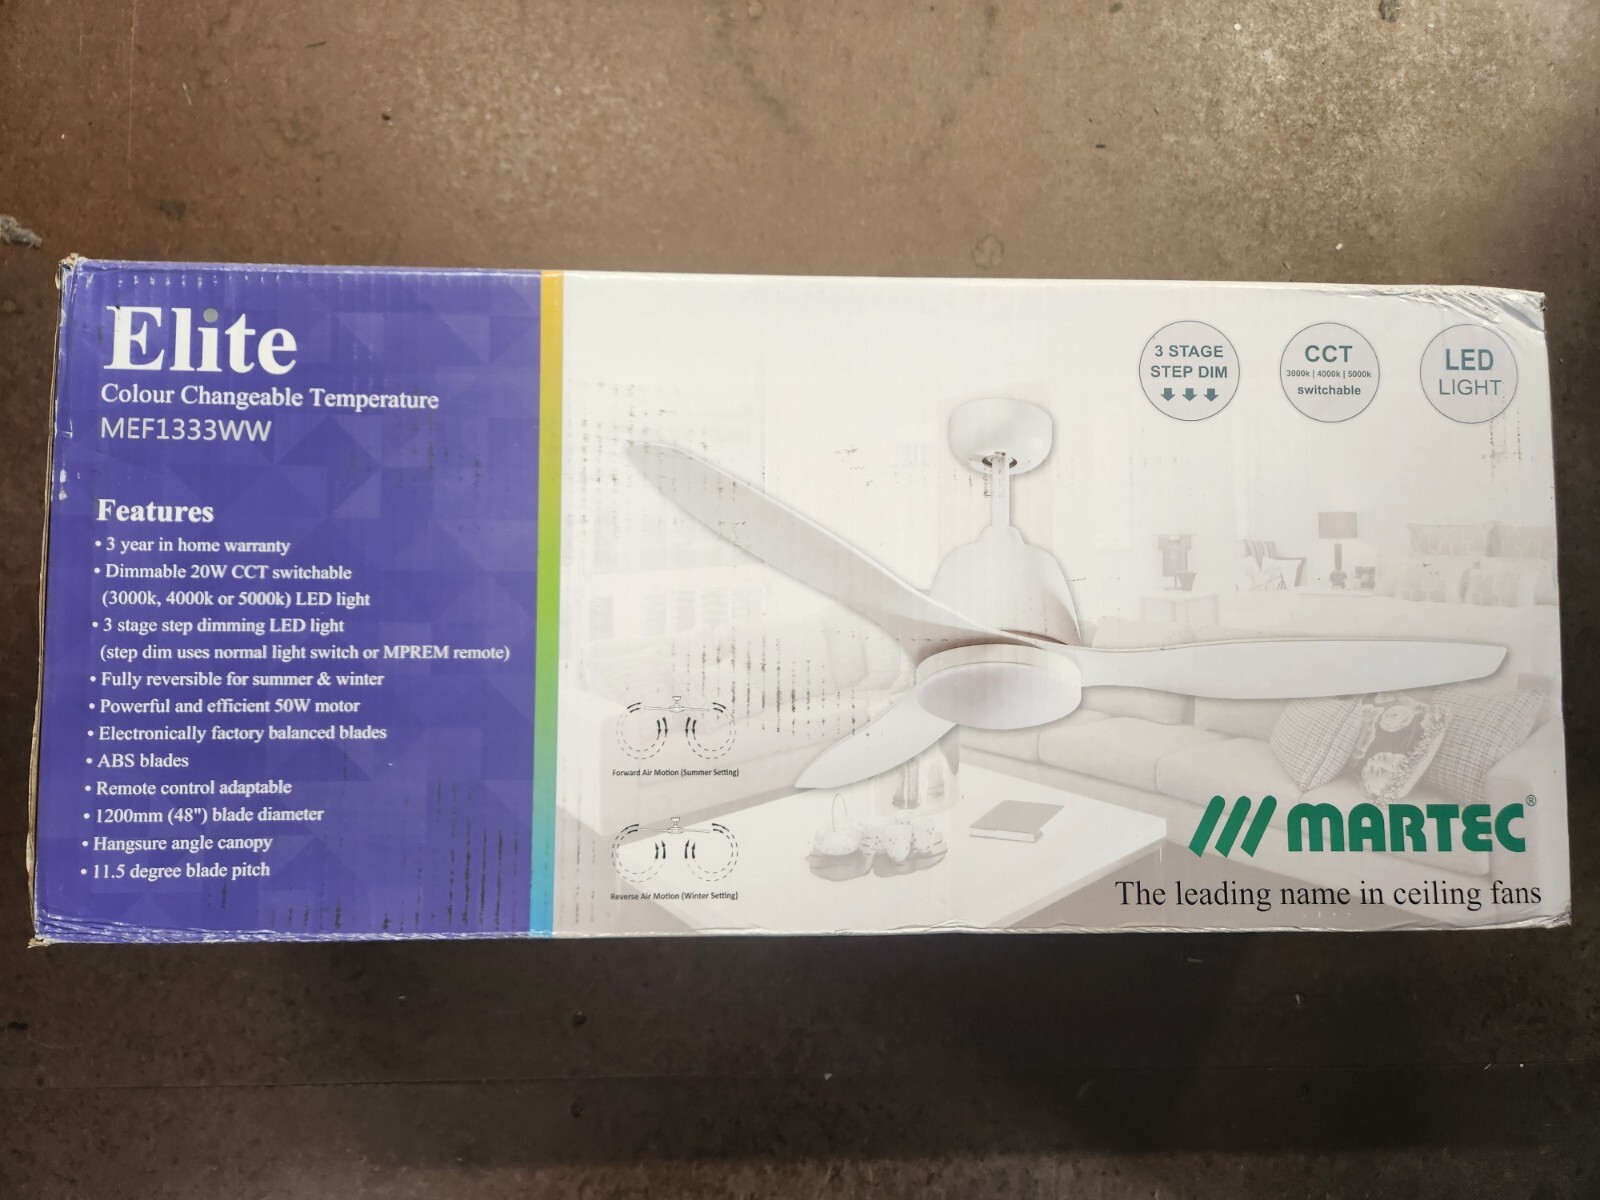 Elite
Colour Changeable Temperature
MEF1333WW
Features
• 3 year in home warranty
• Dimmable 20W CCT switchable
(3000k, 4000k or 5000k) LED light
• 3 stage step dimming LED light
(step dim uses normal light switch or MPREM remote)
• Fully reversible for summer & winter
• Powerful and efficient 50W motor
• Electronically factory balanced blades
• ABS blades
• Remote control adaptable
• 1200mm (48") blade diameter
• Hangsure angle canopy
• 11.5 degree blade pitch
3 STAGE
STEP DIM
CCT
3000k | 4000k | 5000k
switchable
LED
LIGHT
Forward Air Motion (Summer Setting)
Reverse Air Motion (Winter Setting)
MARTEC®
The leading name in ceiling fans